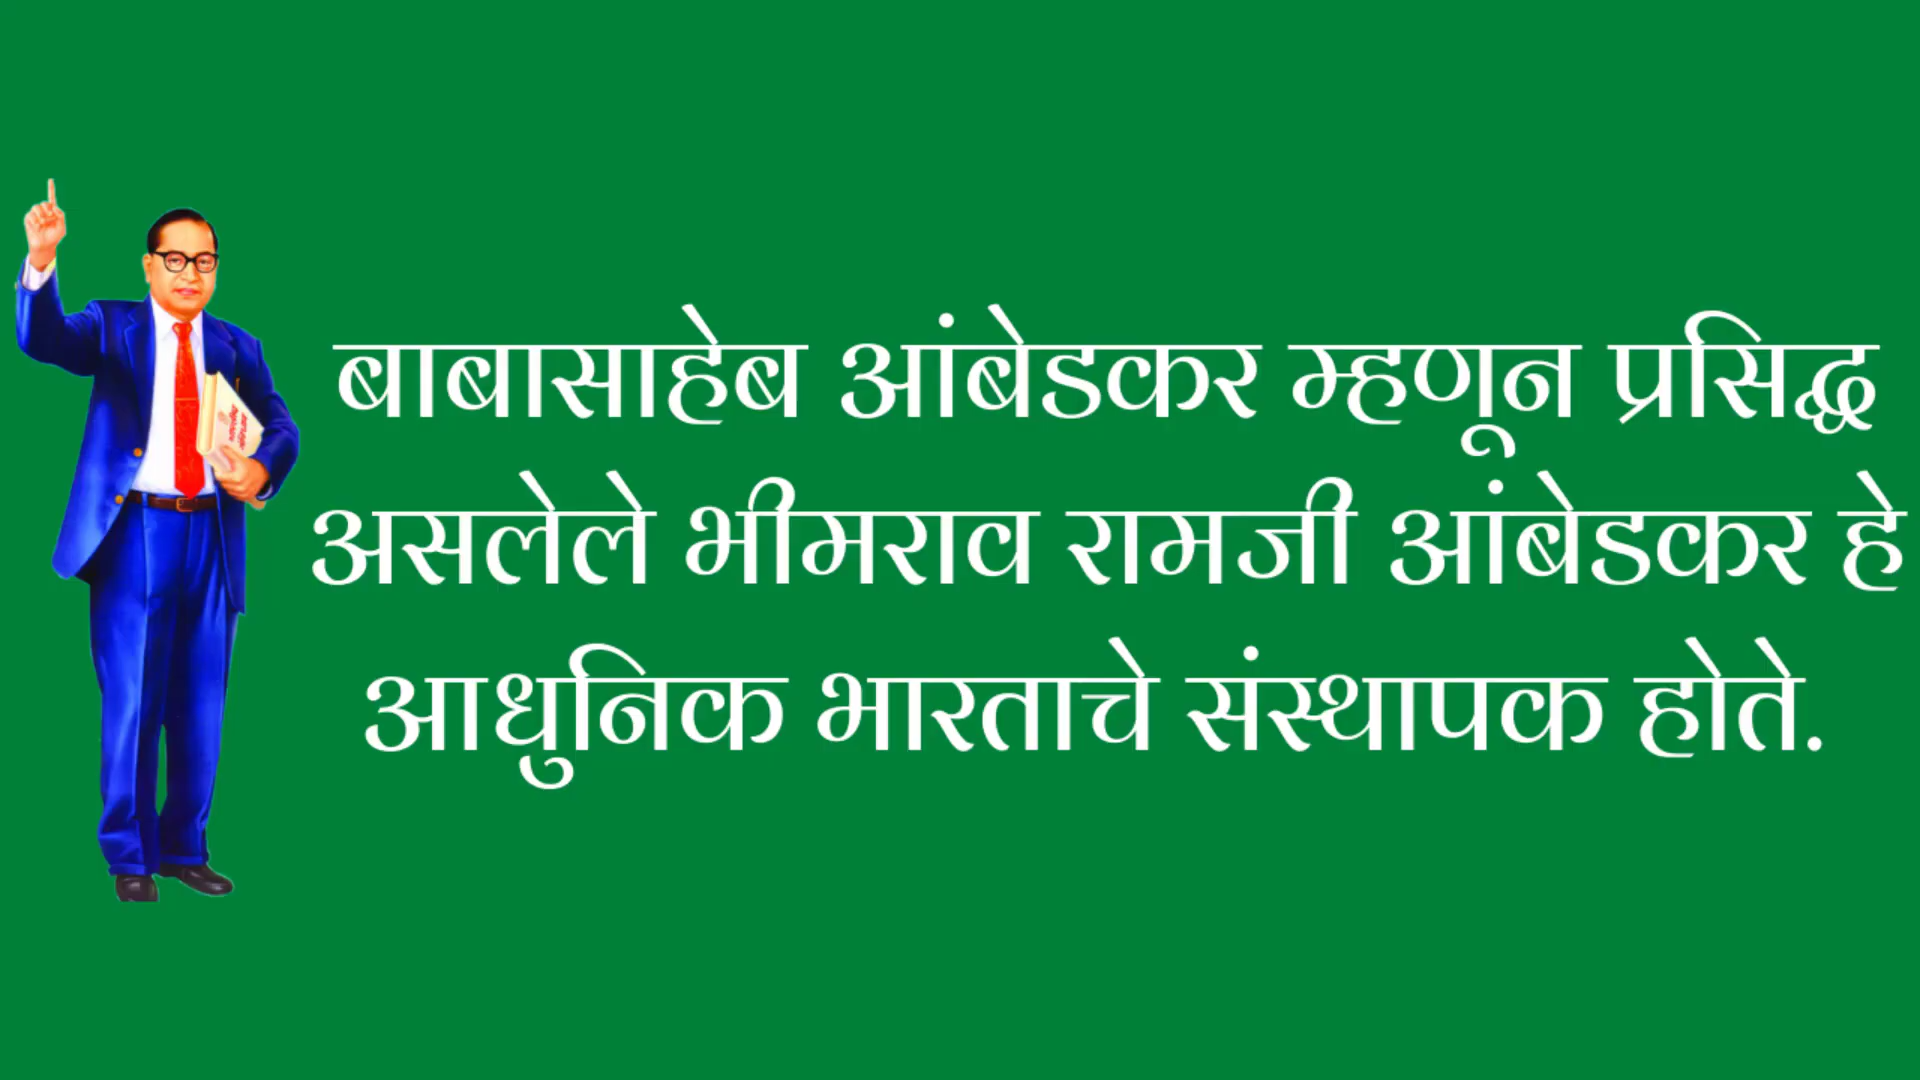 बाबासाहेब आंबेडकर म्हणून प्रसिद्ध
असलेले भीमराव रामजी आंबेडकर हे
आधुनिक भारताचे संस्थापक होते.